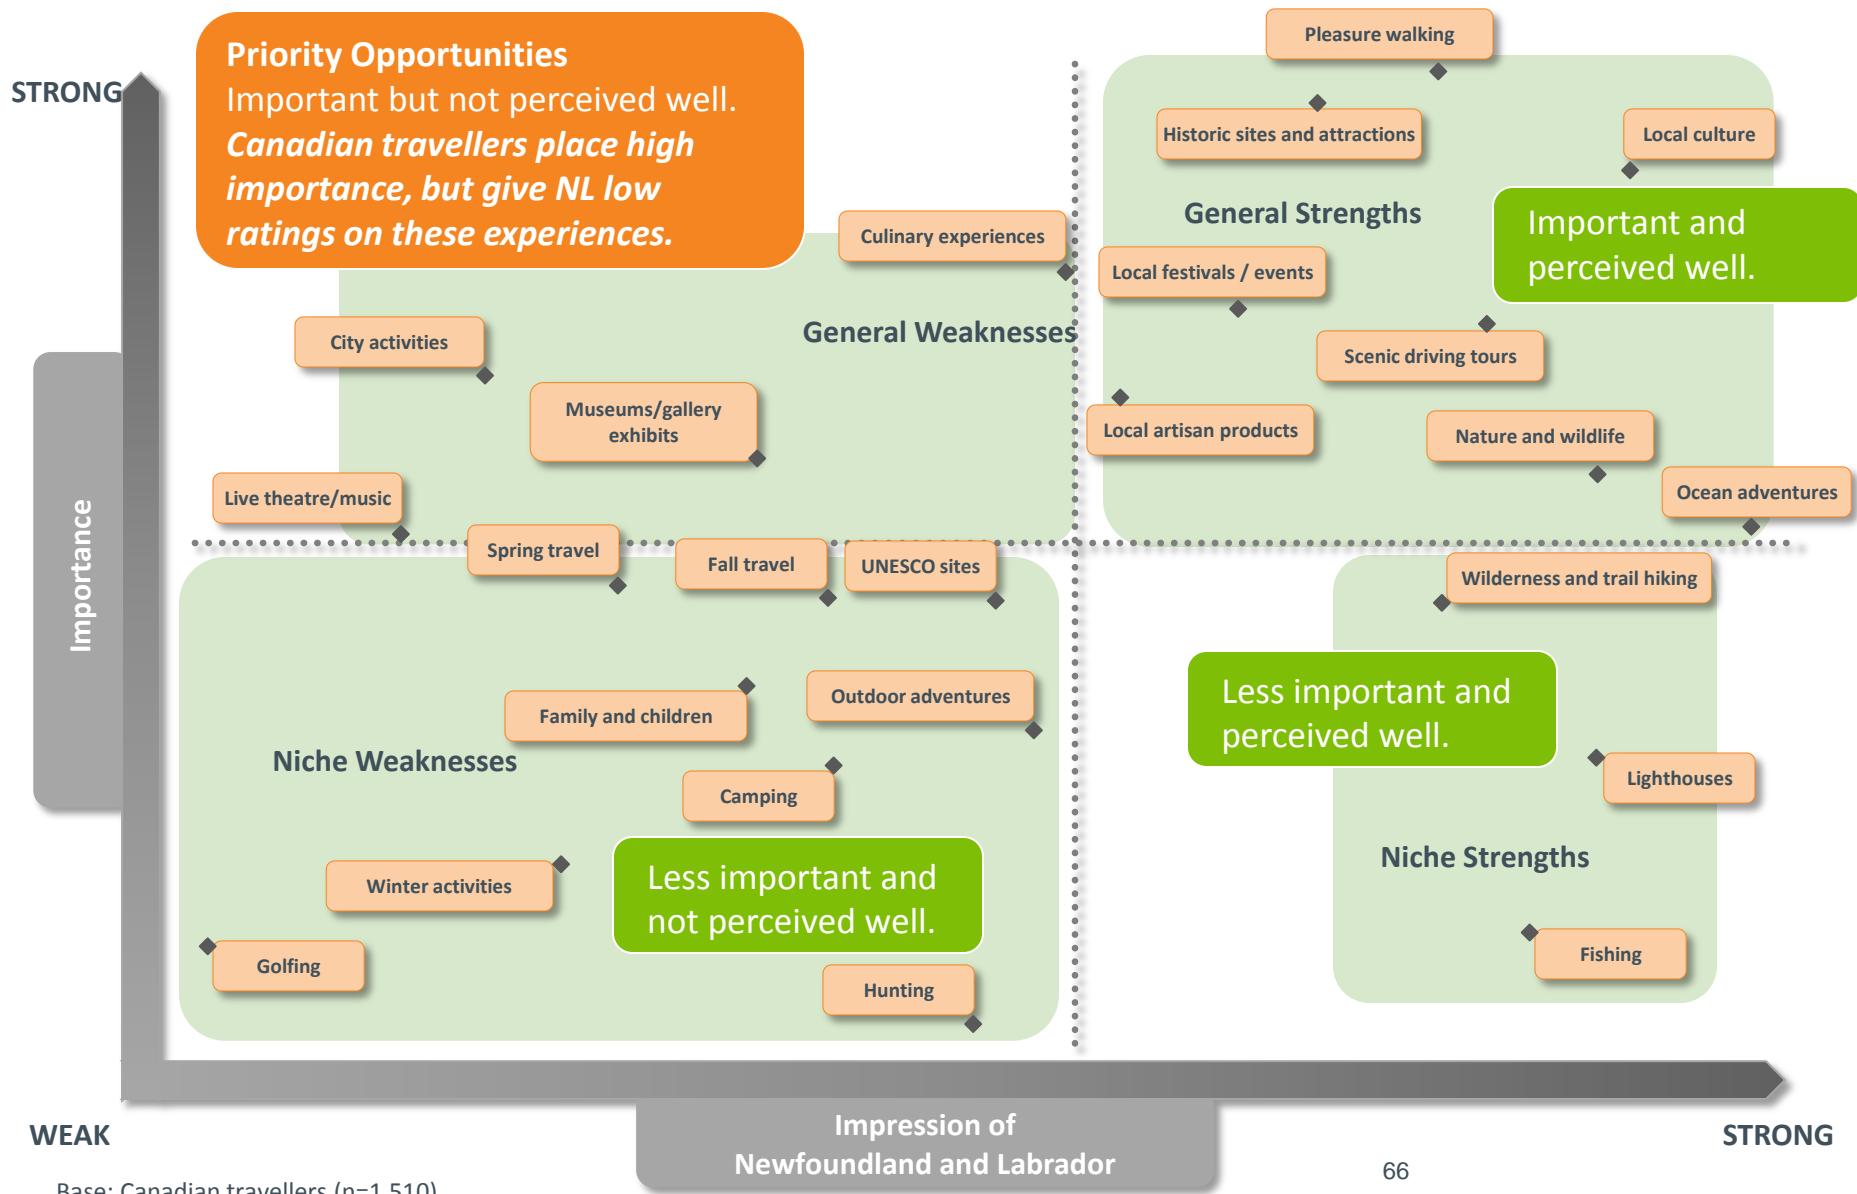 STRONG
Priority Opportunities
Important but not perceived well.
Canadian travellers place high
importance, but give NL low
ratings on these experiences.
Pleasure walking
Historic sites and attractions
Local culture
General Strengths
Important and
perceived well.
Culinary experiences
Local festivals / events
General Weaknesses
City activities
Scenic driving tours
Museums/gallery
exhibits
Local artisan products
Nature and wildlife
Live theatre/music
Ocean adventures
Importance
Spring travel
Fall travel
UNESCO sites
Wilderness and trail hiking
Family and children
Outdoor adventures
Less important and
perceived well.
Niche Weaknesses
Camping
Lighthouses
Niche Strengths
Winter activities
Less important and
not perceived well.
Golfing
Hunting
Fishing
WEAK
Impression of
Newfoundland and Labrador
STRONG
66
Base: Canadian travellers (n=1,510)